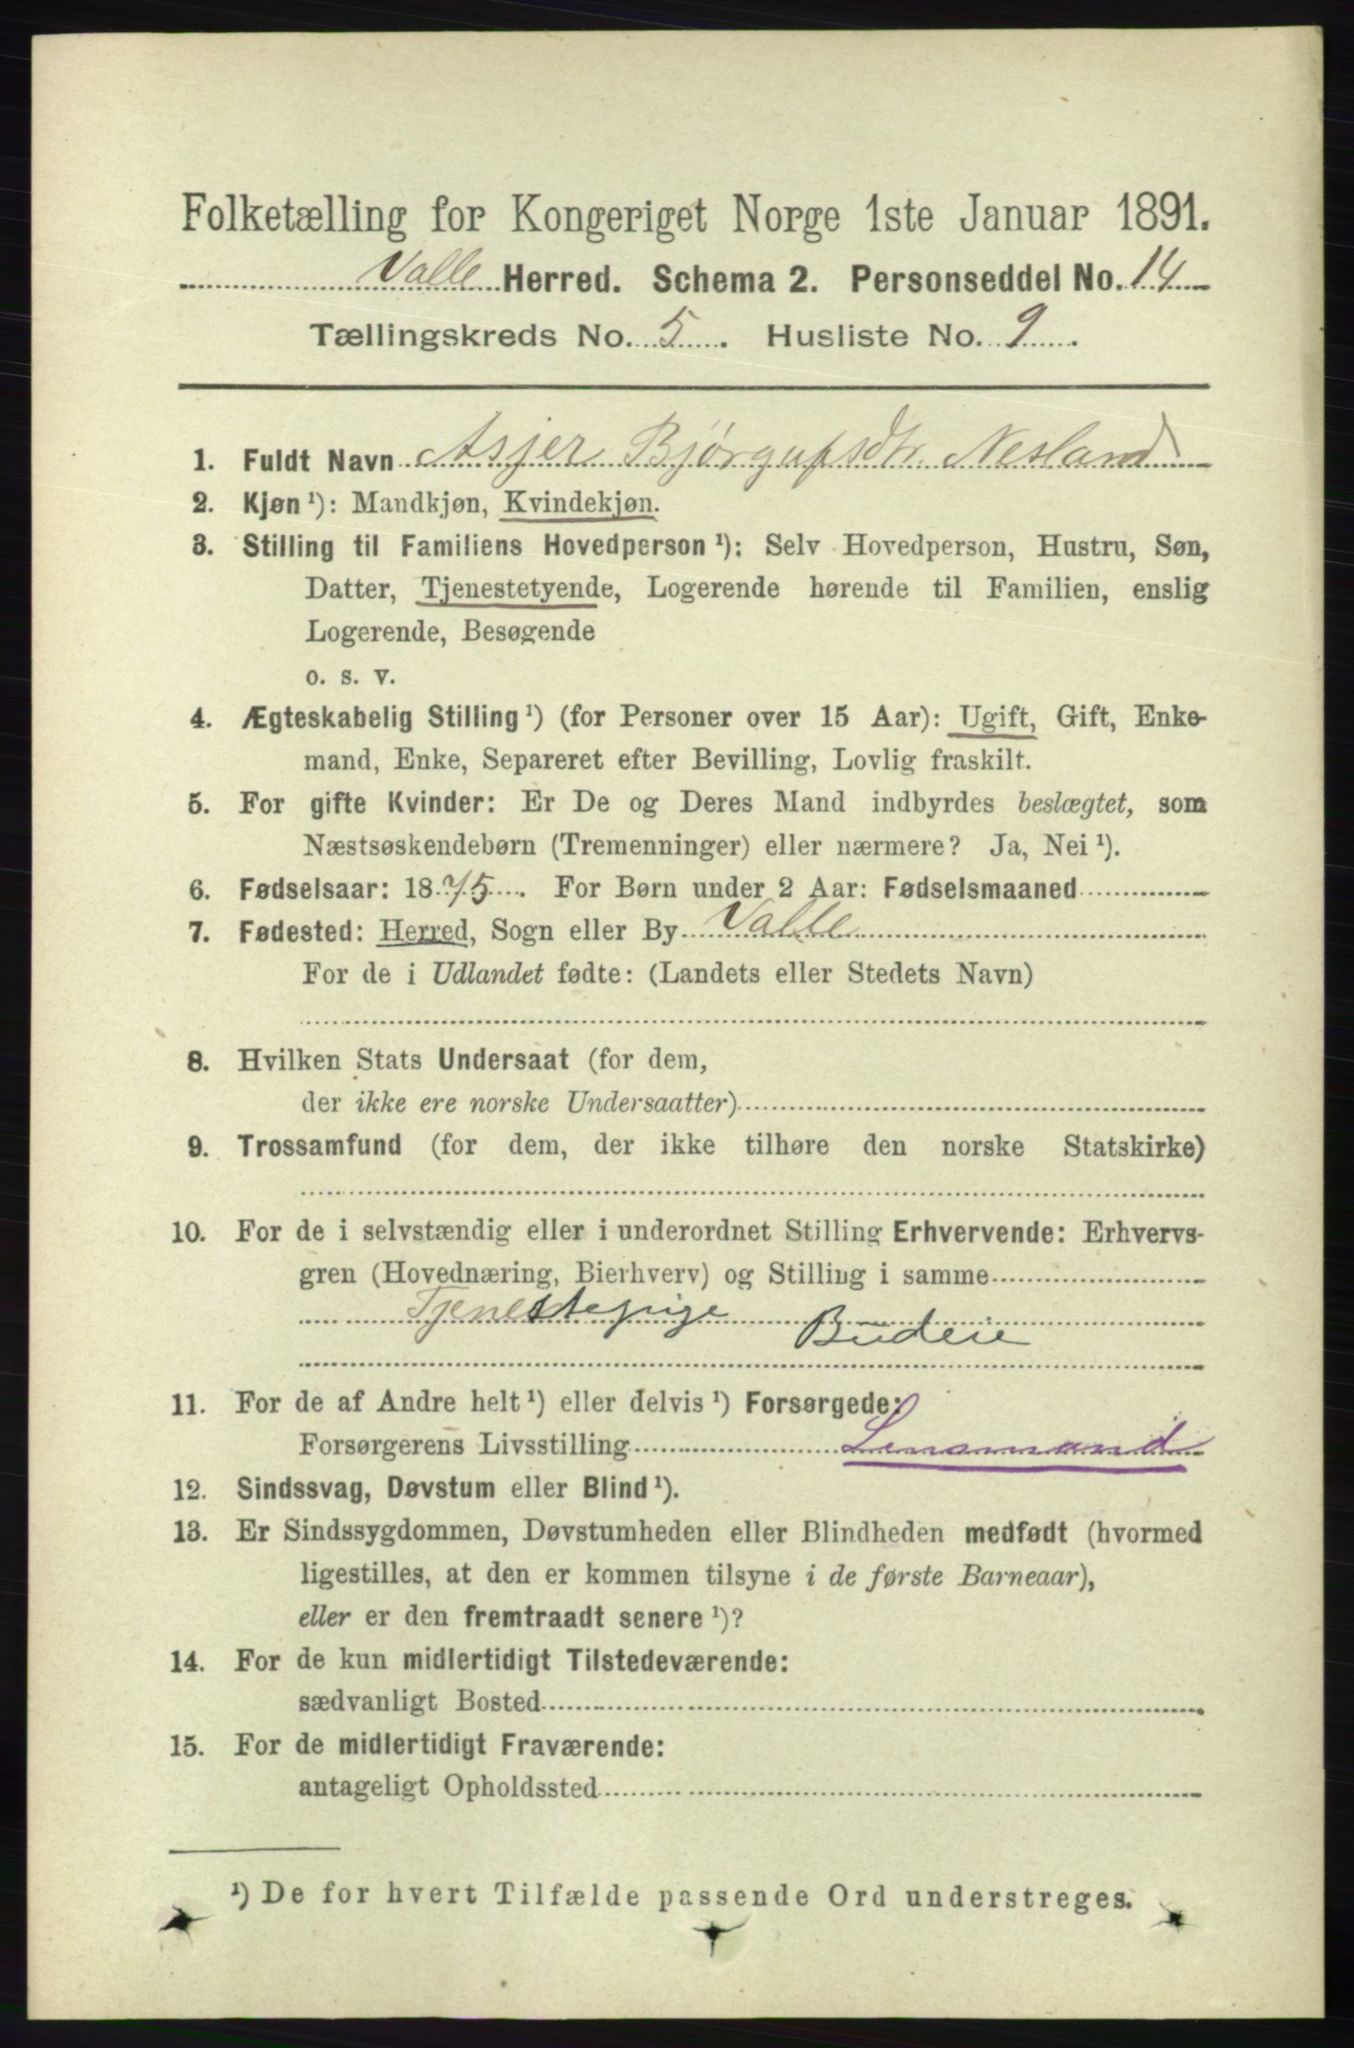 Folketælling for Kongeriget Norge 1ste Januar 1891.
Valle Herred. Schema 2. Personseddel No. 14
Tællingskreds No. 5. Husliste No. 9.
1. Fuldt Navn Asjer Bjørgufsdtr. Nesland
2. Kjøn ¹): Mandkjøn, Kvindekjøn.
3. Stilling til Familiens Hovedperson ¹): Selv Hovedperson, Hustru, Søn,
Datter, Tjenestetyende, Logerende hørende til Familien, enslig
Logerende, Besøgende
o. s. v.
4. Ægteskabelig Stilling ¹) (for Personer over 15 Aar): Ugift, Gift, Enke-
mand, Enke, Separeret efter Bevilling, Lovlig fraskilt.
5. For gifte Kvinder: Er De og Deres Mand indbyrdes beslægtet, som
Næstsøskendebørn (Tremenninger) eller nærmere? Ja, Nei ¹).
6. Fødselsaar: 1875. For Børn under 2 Aar: Fødselsmaaned
7. Fødested: Herred, Sogn eller By Valle
For de i Udlandet fødte: (Landets eller Stedets Navn)
8. Hvilken Stats Undersaat (for dem,
der ikke ere norske Undersaatter)
9. Trossamfund (for dem, der ikke tilhøre den norske Statskirke)
10. For de i selvstændig eller i underordnet Stilling Erhvervende: Erhvervs-
gren (Hovednæring, Bierhverv) og Stilling i samme
Tjenestepige Budeie
11. For de af Andre helt ¹) eller delvis ¹) Forsørgede:
Forsørgerens Livsstilling Lensmand
12. Sindssvag, Døvstum eller Blind ¹).
13. Er Sindssygdommen, Døvstumheden eller Blindheden medfødt (hvormed
ligestilles, at den er kommen tilsyne i de første Barneaar),
eller er den fremtraadt senere ¹)?
14. For de kun midlertidigt Tilstedeværende:
sædvanligt Bosted
15. For de midlertidigt Fraværende:
antageligt Opholdssted
¹) De for hvert Tilfælde passende Ord understreges.